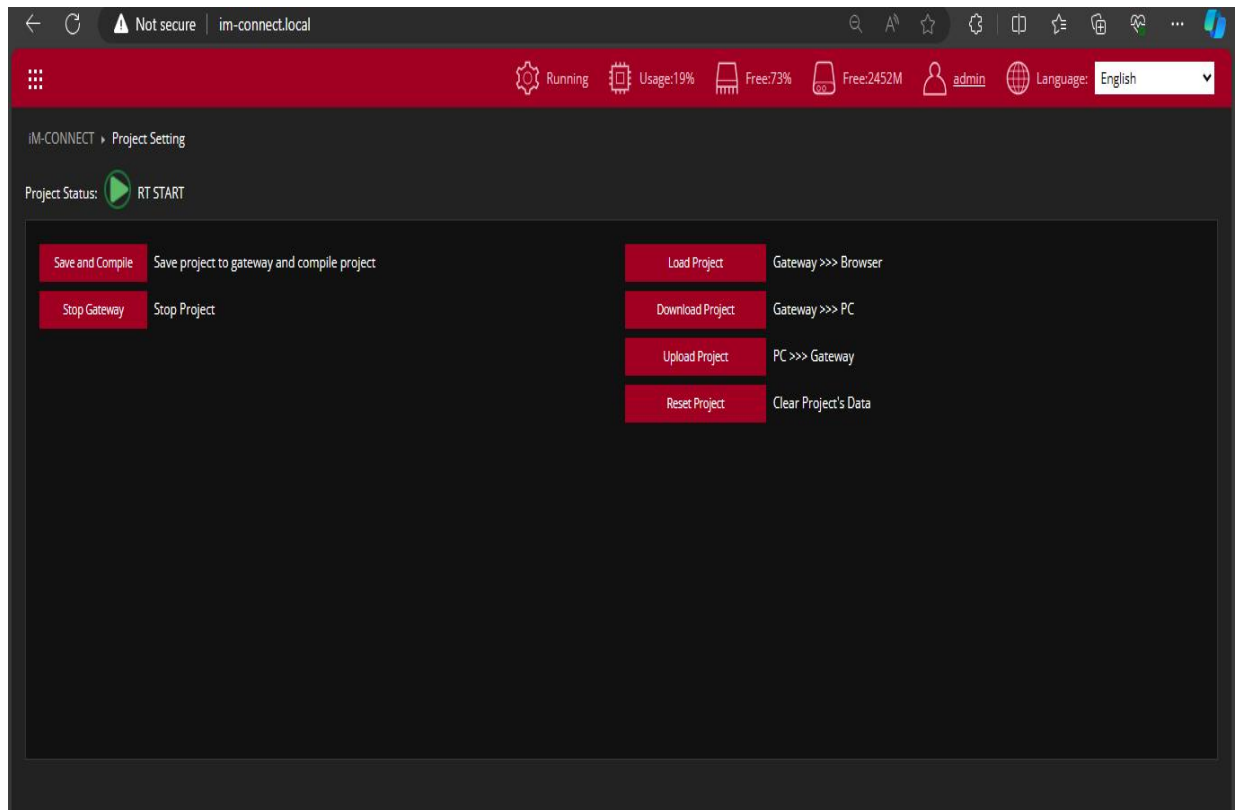 Not secure | im-connect.local
Running Usage:19% Free:73% Free:2452M admin Language: English
iM-CONNECT ▸ Project Setting
Project Status: RT START
Save and Compile Save project to gateway and compile project
Stop Gateway Stop Project
Load Project Gateway >>> Browser
Download Project Gateway >>> PC
Upload Project PC >>> Gateway
Reset Project Clear Project's Data